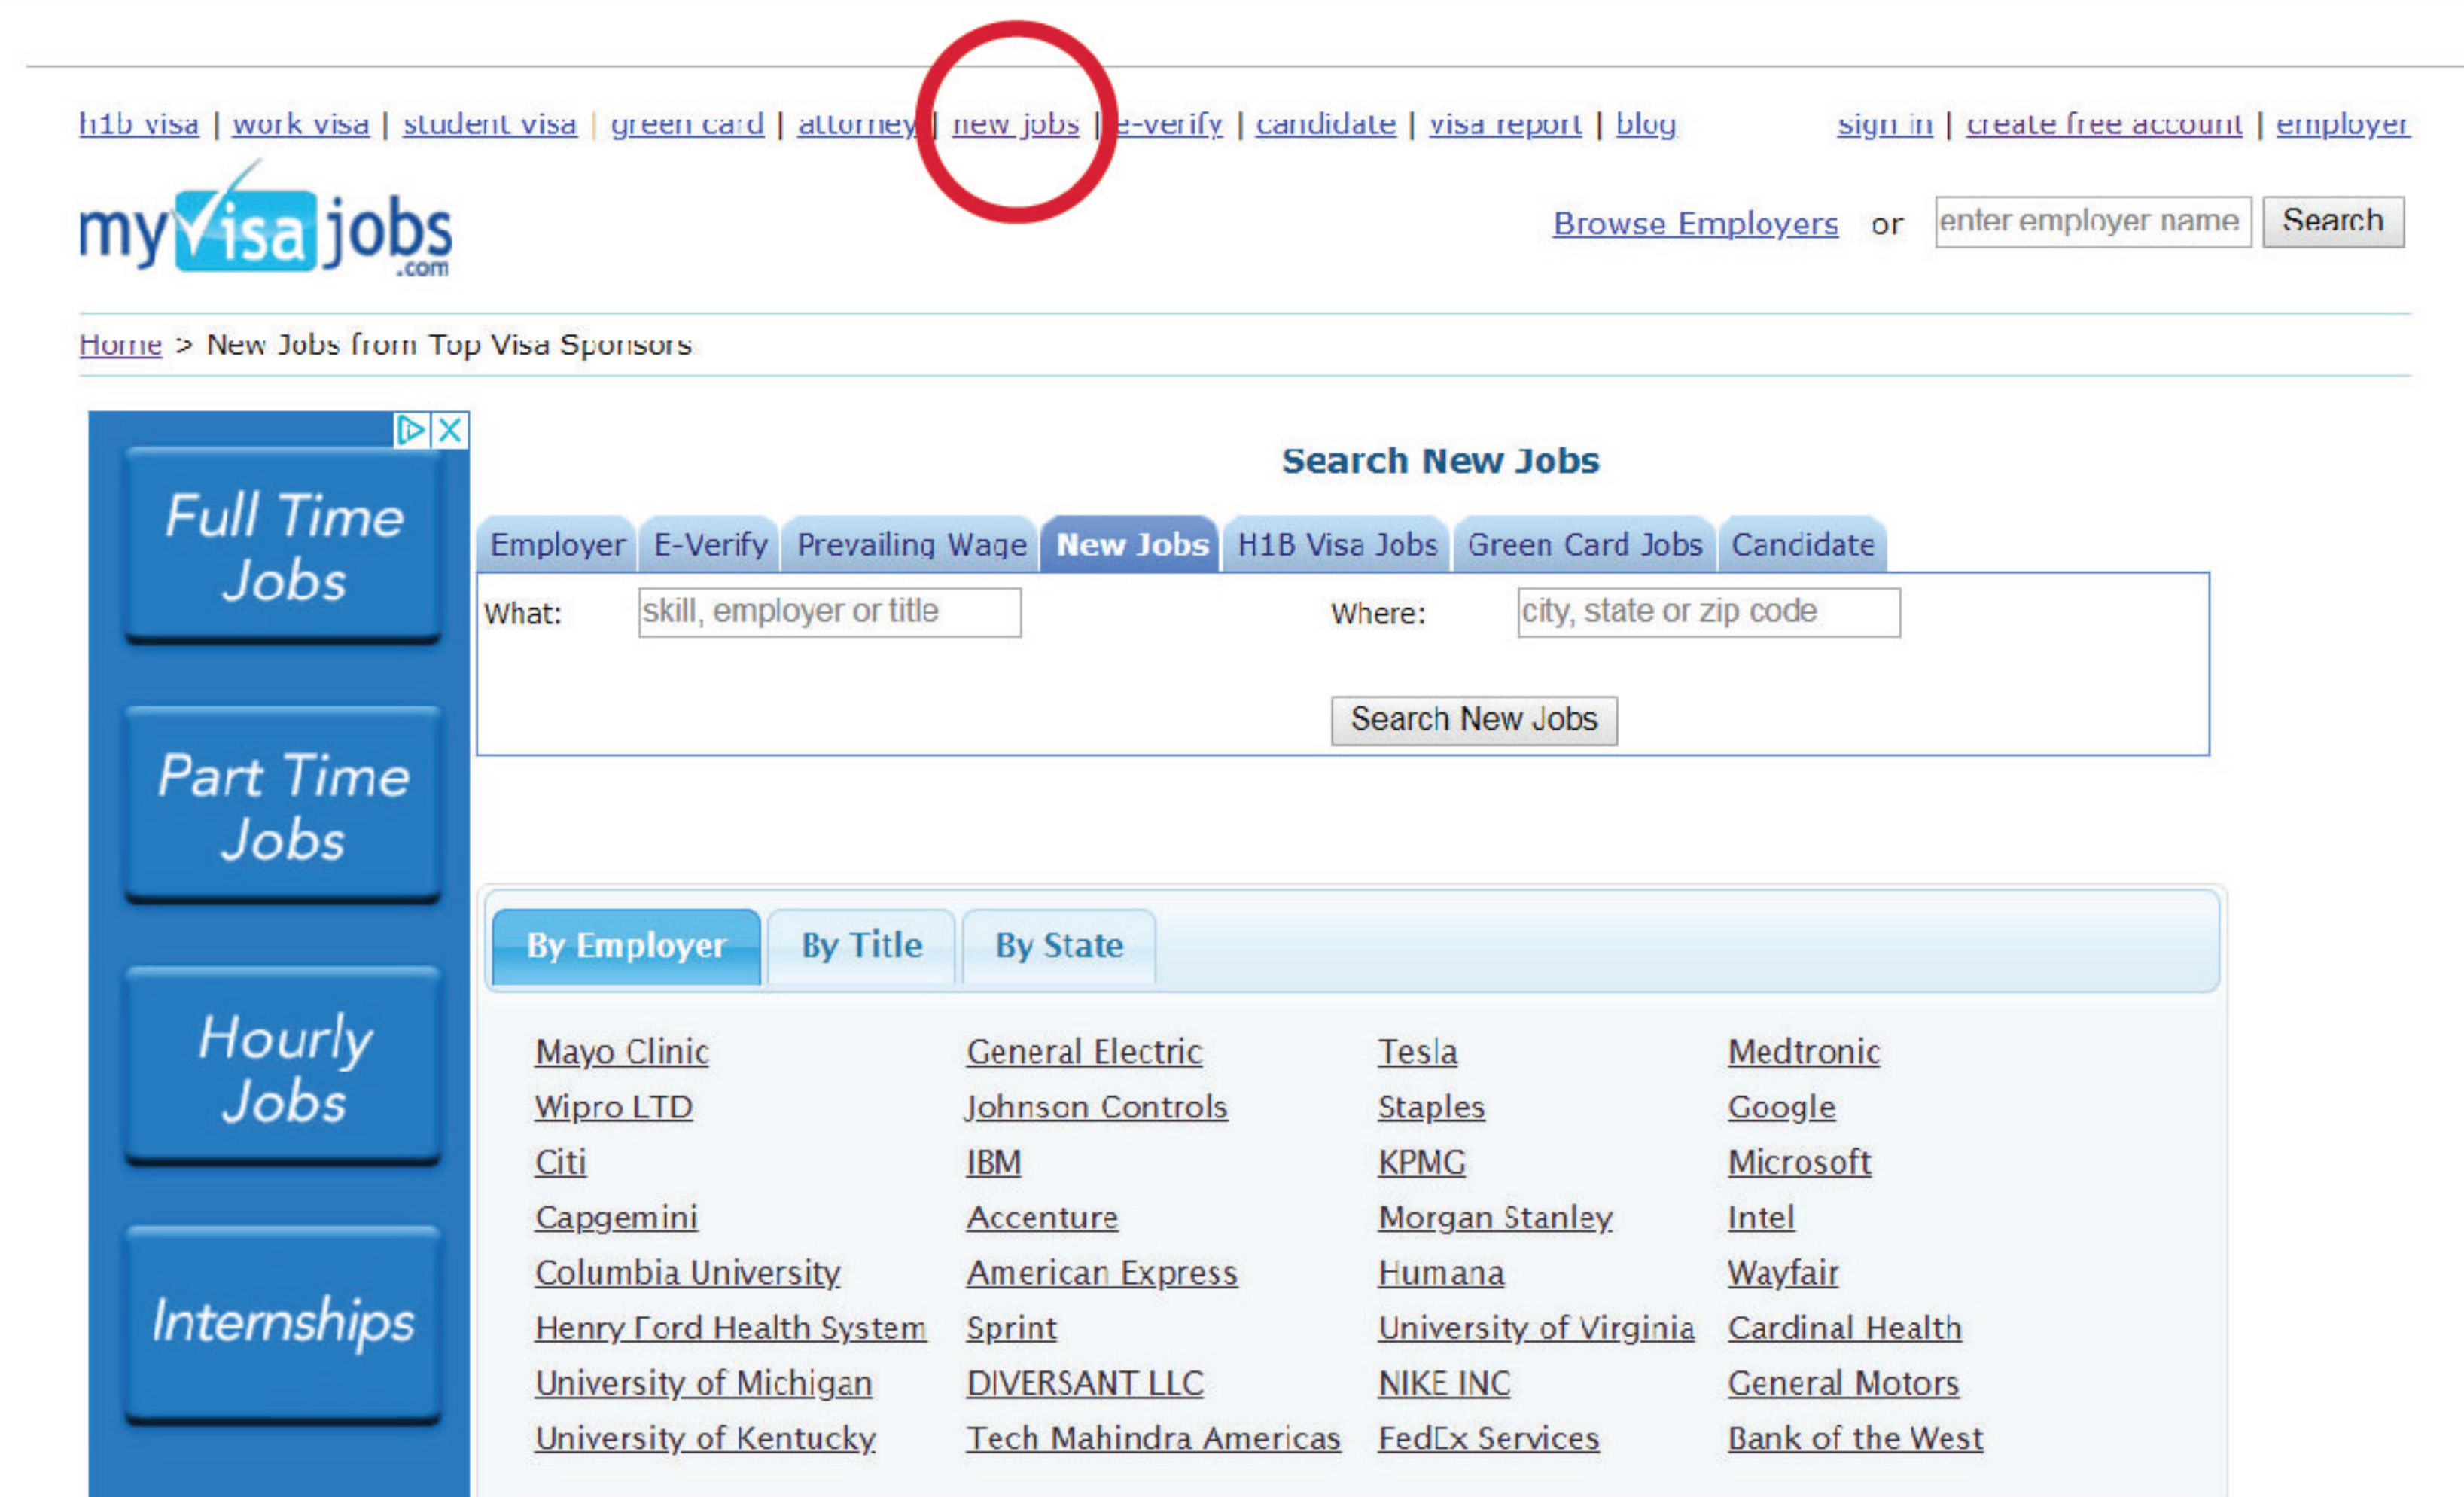 h1b visa | work visa | student visa | green card | attorney | new jobs | e-verify | candidate | visa report | blog sign in | create free account | employer
myvisajobs.com
Browse Employers or enter employer name Search
Home > New Jobs from Top Visa Sponsors
Full Time
Jobs
Part Time
Jobs
Hourly
Jobs
Internships
Search New Jobs
Employer E-Verify Prevailing Wage New Jobs H1B Visa Jobs Green Card Jobs Candidate
What: skill, employer or title Where: city, state or zip code
Search New Jobs
By Employer By Title By State
Mayo Clinic General Electric Tesla Medtronic
Wipro LTD Johnson Controls Staples Google
Citi IBM KPMG Microsoft
Capgemini Accenture Morgan Stanley Intel
Columbia University American Express Humana Wayfair
Henry Ford Health System Sprint University of Virginia Cardinal Health
University of Michigan DIVERSANT LLC NIKE INC General Motors
University of Kentucky Tech Mahindra Americas FedEx Services Bank of the West